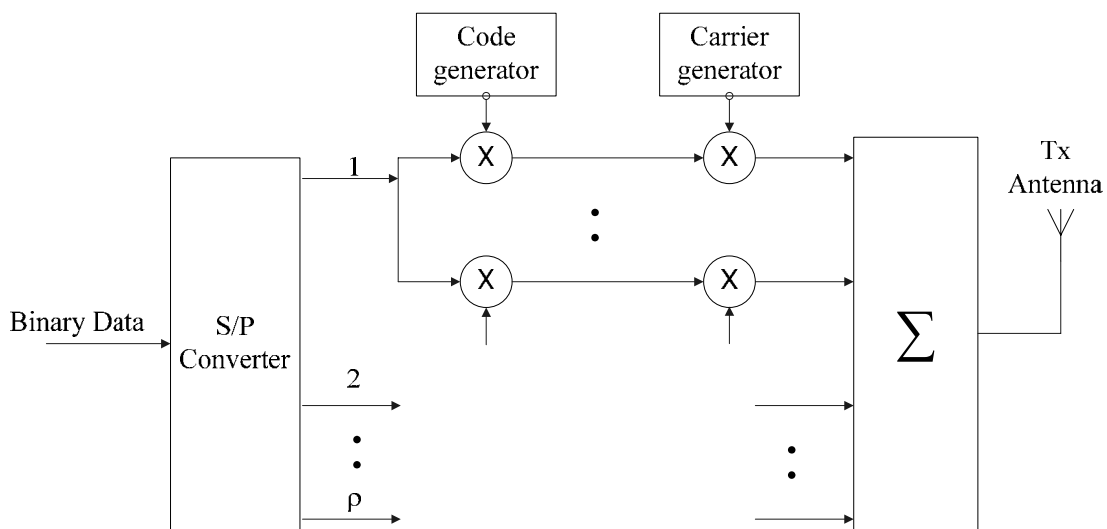 Code
generator
Carrier
generator
1
X
X
Tx
Antenna
X
X
Binary Data
S/P
Converter
Σ
2
ρ